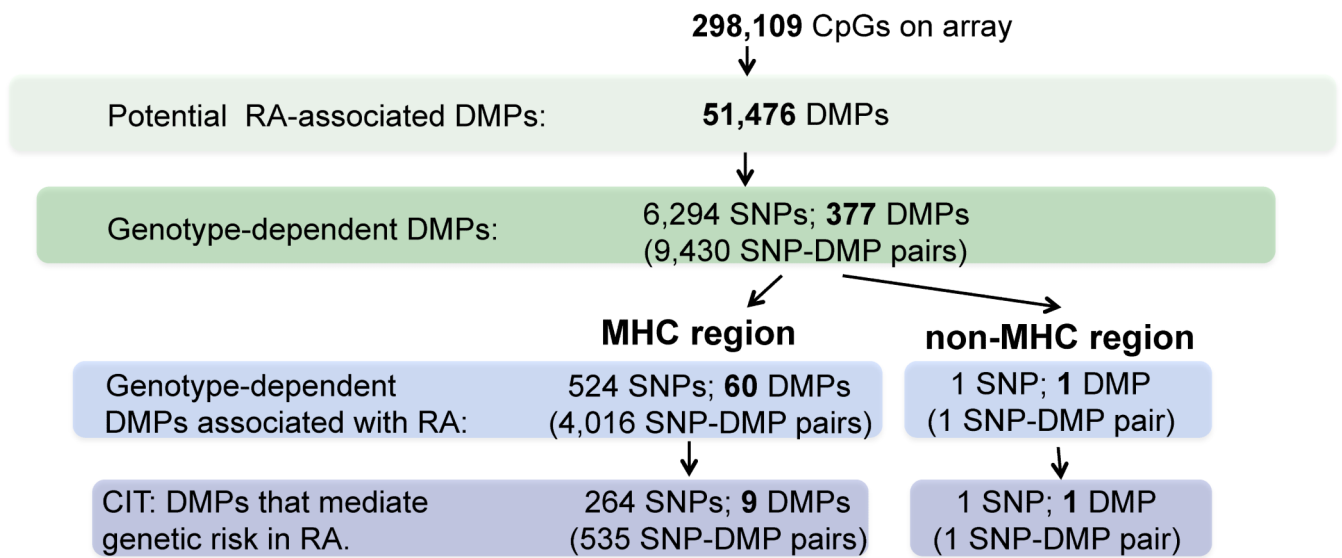 298,109 CpGs on array
Potential RA-associated DMPs:
51,476 DMPs
Genotype-dependent DMPs:
6,294 SNPs; 377 DMPs
(9,430 SNP-DMP pairs)
MHC region
non-MHC region
Genotype-dependent
DMPs associated with RA:
524 SNPs; 60 DMPs
(4,016 SNP-DMP pairs)
1 SNP; 1 DMP
(1 SNP-DMP pair)
CIT: DMPs that mediate
genetic risk in RA.
264 SNPs; 9 DMPs
(535 SNP-DMP pairs)
1 SNP; 1 DMP
(1 SNP-DMP pair)